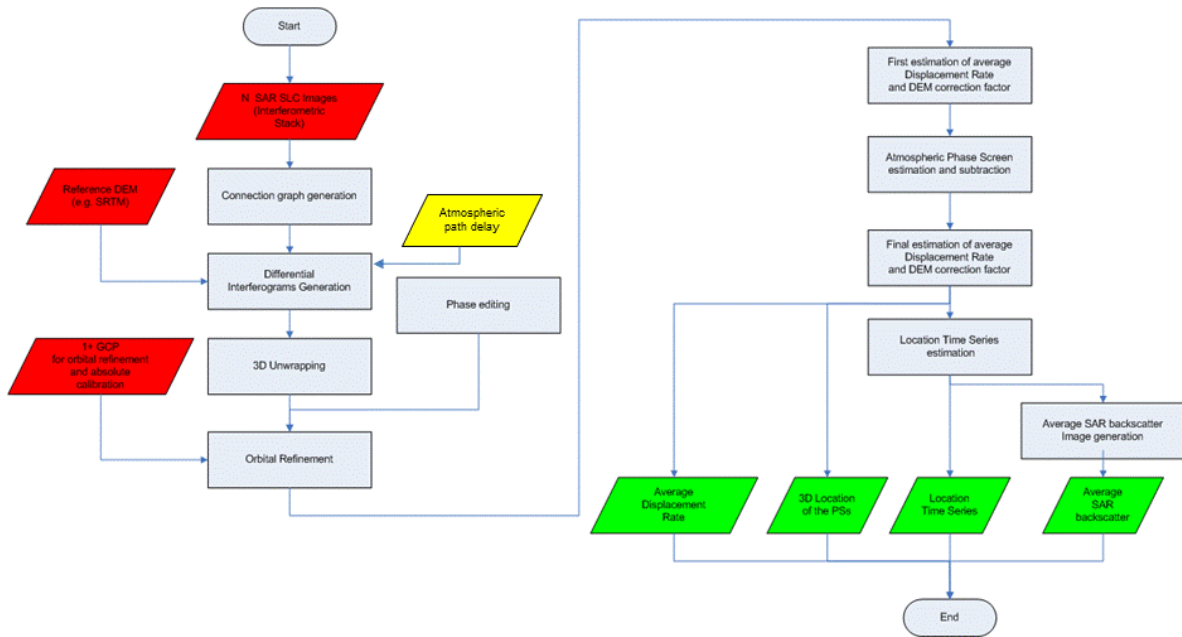 Start
N. SAR SLC Images
(Interferometric
Stack)
Reference DEM
(e.g. SRTM)
Connection graph generation
Atmospheric
path delay
Differential
Interferograms Generation
Phase editing
1+ GCP
for orbital refinement
and absolute
calibration
3D Unwrapping
Orbital Refinement
First estimation of average
Displacement Rate
and DEM correction factor
Atmospheric Phase Screen
estimation and subtraction
Final estimation of average
Displacement Rate
and DEM correction factor
Location Time Series
estimation
Average SAR backscatter
Image generation
Average
Displacement
Rate
3D Location
of the PSs
Location
Time Series
Average
SAR
backscatter
End